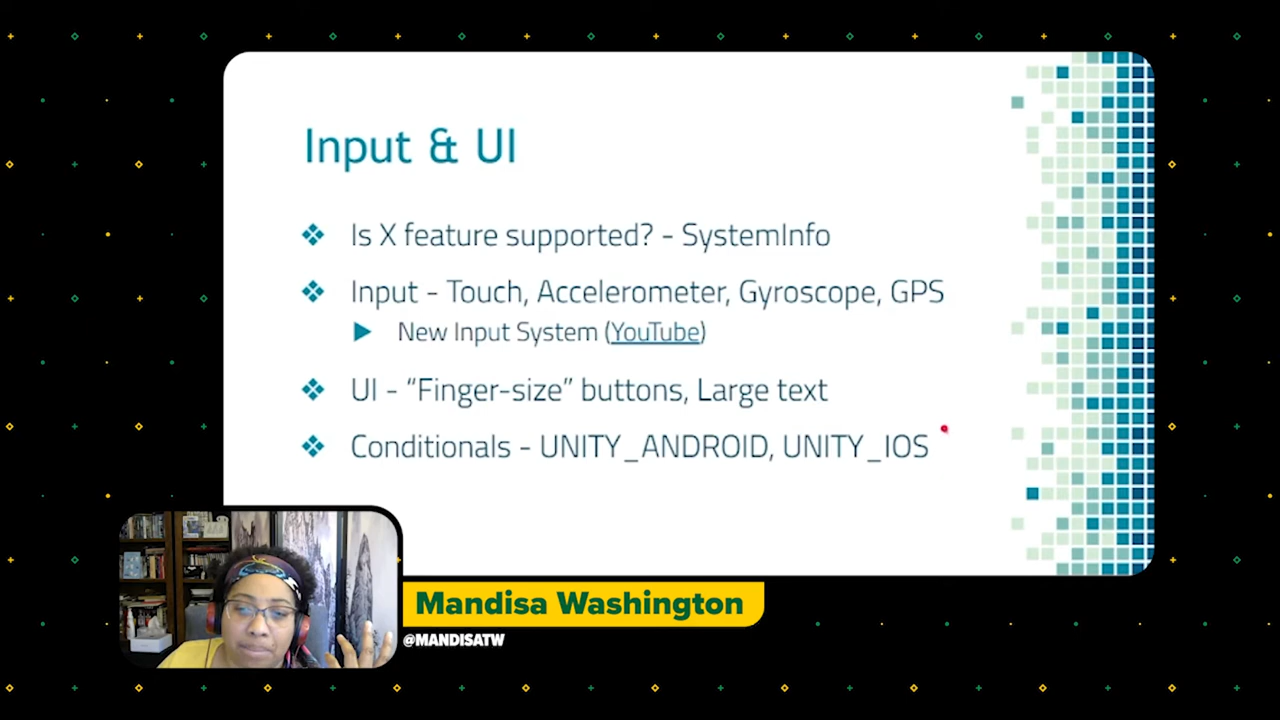 Input & UI
Is X feature supported? - SystemInfo
Input - Touch, Accelerometer, Gyroscope, GPS
New Input System (YouTube)
UI - “Finger-size” buttons, Large text
Conditionals - UNITY_ANDROID, UNITY_IOS
Mandisa Washington
@MANDISATW